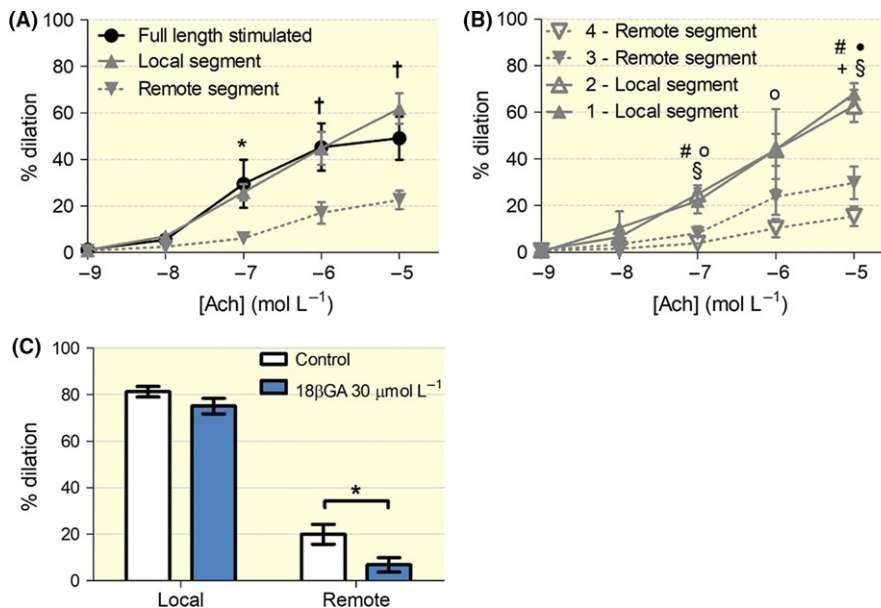 (A)
100
80
60
40
20
0
% dilation
Full length stimulated
Local segment
Remote segment
*
†
†
–9
–8
–7
–6
–5
[Ach] (mol L⁻¹)
(B)
100
80
60
40
20
0
% dilation
4 - Remote segment
3 - Remote segment
2 - Local segment
1 - Local segment
# o
§
o
# •
+ §
–9
–8
–7
–6
–5
[Ach] (mol L⁻¹)
(C)
100
80
60
40
20
0
% dilation
Control
18βGA 30 μmol L⁻¹
*
Local
Remote